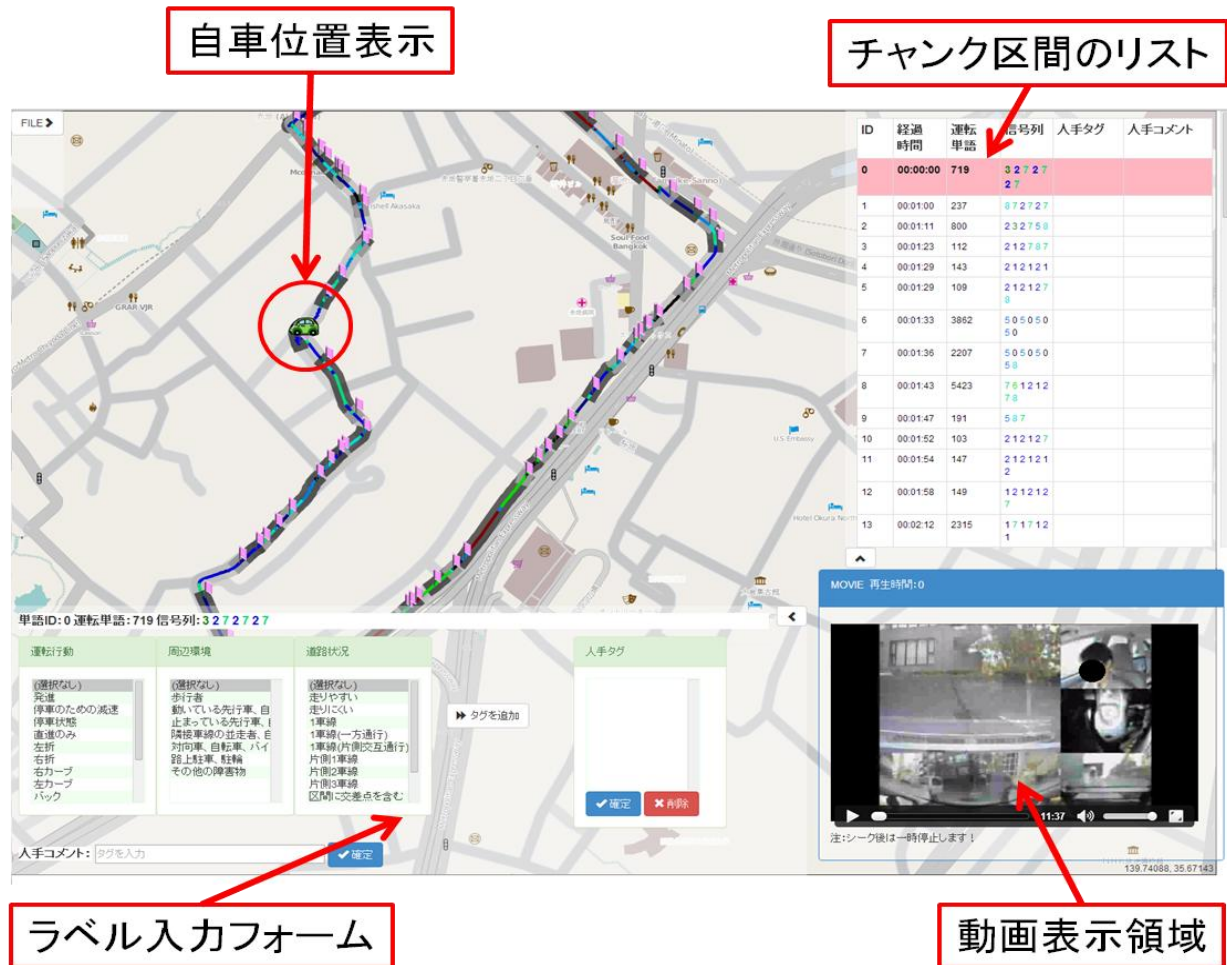 自車位置表示
チャンク区間のリスト
FILE
ID 経過時間 運転単語 信号列 人手タグ 人手コメント
0 00:00:00 719 3 2 7 2 7 2 7
1 00:01:00 237 8 7 2 7 2 7
2 00:01:11 800 2 3 2 7 5 8
3 00:01:23 112 2 1 2 7 8 7
4 00:01:29 143 2 1 2 1 2 1
5 00:01:29 109 2 1 2 1 2 7 8
6 00:01:33 3862 5 0 5 0 5 0 5 0
7 00:01:36 2207 5 0 5 0 5 0 5 8
8 00:01:43 5423 7 6 1 2 1 2 7 8
9 00:01:47 191 5 8 7
10 00:01:52 103 2 1 2 1 2 7
11 00:01:54 147 2 1 2 1 2 1 2
12 00:01:58 149 1 2 1 2 1 2 7
13 00:02:12 2315 1 7 1 7 1 2 1
Akasaka
Soul Food
Bangkok
GRAR VJR
U.S. Embassy
Hotel Okura North
MOVIE 再生時間:0
単語ID: 0 運転単語: 719 信号列: 3 2 7 2 7 2 7
運転行動
(選択なし)
発進
停車のための減速
停車状態
直進のみ
左折
右折
右カーブ
左カーブ
バック
周辺環境
(選択なし)
歩行者
動いている先行車、自
止まっている先行車、
隣接車線の並走者、自
対向車、自転車、バイ
路上駐車、駐輪
その他の障害物
道路状況
(選択なし)
走りやすい
走りにくい
1車線
1車線(一方通行)
1車線(片側交互通行)
片側1車線
片側2車線
片側3車線
区間に交差点を含む
タグを追加
人手タグ
確定
削除
人手コメント: タグを入力
確定
11:37
注:シーク後は一時停止します!
139.74088, 35.67143
ラベル入力フォーム
動画表示領域